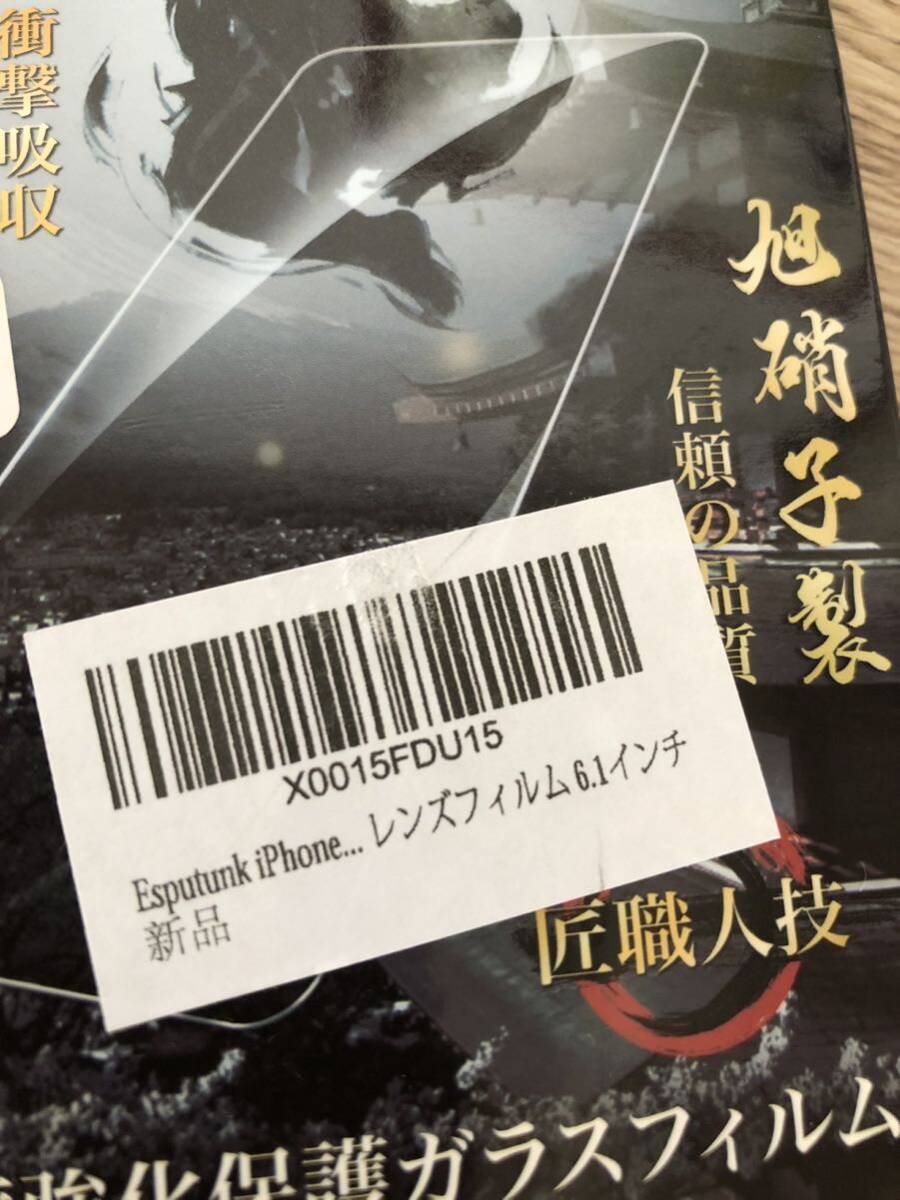 衝撃吸収
旭硝子製
信頼の品質
X0015FDU15
Esputunk iPhone... レンズフィルム 6.1インチ
新品
匠職人技
強化保護ガラスフィルム